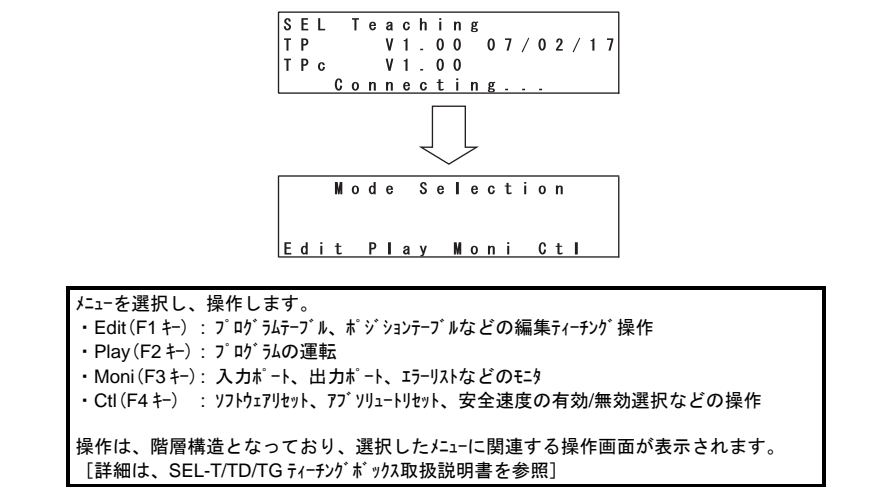 SEL Teaching
TP V1.00 07/02/17
TPc V1.00
Connecting...
Mode Selection
Edit Play Moni Ctl
ﾒﾆｭｰを選択し、操作します。
・Edit(F1 ｷｰ) : ﾌﾟﾛｸﾞﾗﾑﾃｰﾌﾞﾙ、ﾎﾟｼﾞｼｮﾝﾃｰﾌﾞﾙなどの編集ﾃｨｰﾁﾝｸﾞ操作
・Play(F2 ｷｰ) : ﾌﾟﾛｸﾞﾗﾑの運転
・Moni(F3 ｷｰ) : 入力ﾎﾟｰﾄ、出力ﾎﾟｰﾄ、ｴﾗｰﾘｽﾄなどのﾓﾆﾀ
・Ctl(F4 ｷｰ) : ｿﾌﾄｳｪｱﾘｾｯﾄ、ｱﾌﾞｿﾘｭｰﾄﾘｾｯﾄ、安全速度の有効/無効選択などの操作
操作は、階層構造となっており、選択したﾒﾆｭｰに関連する操作画面が表示されます。
[詳細は、SEL-T/TD/TG ﾃｨｰﾁﾝｸﾞﾎﾞｯｸｽ取扱説明書を参照]